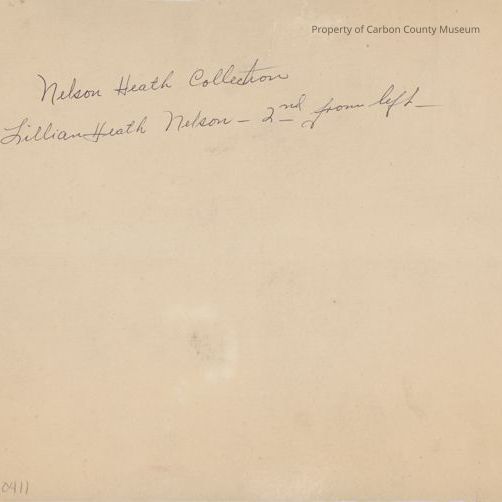 Property of Carbon County Museum
Nelson Heath Collection
Lillian Heath Nelson - 2nd from left -
0411